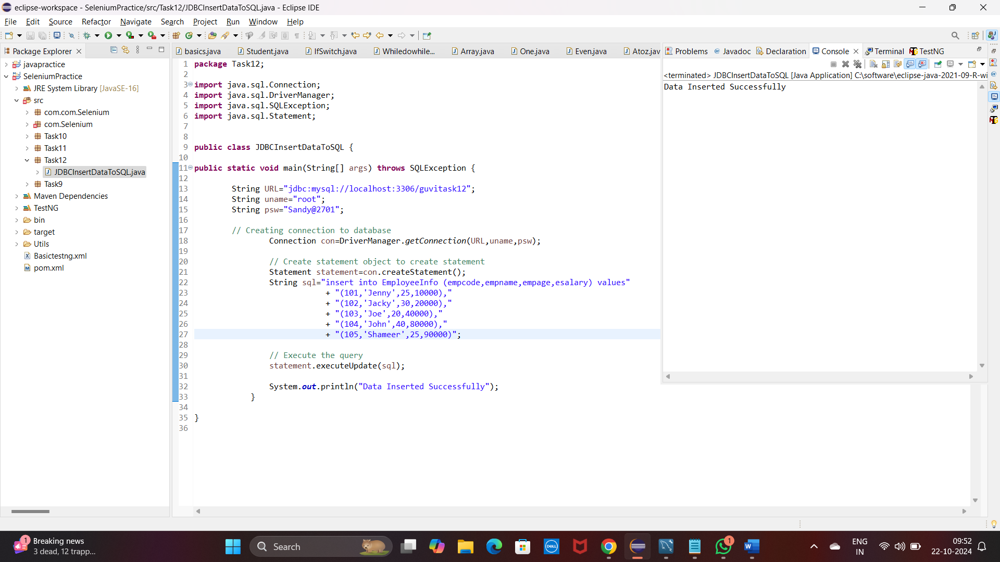 eclipse-workspace - SeleniumPractice/src/Task12/JDBCInsertDataToSQL.java - Eclipse IDE
File Edit Source Refactor Navigate Search Project Run Window Help
Package Explorer
javapractice
SeleniumPractice
JRE System Library [JavaSE-16]
src
com.com.Selenium
com.Selenium
Task10
Task11
Task12
JDBCInsertDataToSQL.java
Task9
Maven Dependencies
TestNG
bin
target
Utils
Basictestng.xml
pom.xml
basics.java Student.java IfSwitch.java Whiledowhile... Array.java One.java Even.java Atoz.jav
1 package Task12;
2
3 import java.sql.Connection;
4 import java.sql.DriverManager;
5 import java.sql.SQLException;
6 import java.sql.Statement;
7
8
9 public class JDBCInsertDataToSQL {
10
11 public static void main(String[] args) throws SQLException {
12
13 String URL="jdbc:mysql://localhost:3306/guvitask12";
14 String uname="root";
15 String psw="Sandy@2701";
16
17 // Creating connection to database
18 Connection con=DriverManager.getConnection(URL,uname,psw);
19
20 // Create statement object to create statement
21 Statement statement=con.createStatement();
22 String sql="insert into EmployeeInfo (empcode,empname,empage,esalary) values"
23 + "(101,'Jenny',25,10000),"
24 + "(102,'Jacky',30,20000),"
25 + "(103,'Joe',20,40000),"
26 + "(104,'John',40,80000),"
27 + "(105,'Shameer',25,90000)";
28
29 // Execute the query
30 statement.executeUpdate(sql);
31
32 System.out.println("Data Inserted Successfully");
33 }
34
35 }
36
Problems Javadoc Declaration Console Terminal TestNG
<terminated> JDBCInsertDataToSQL [Java Application] C:\software\eclipse-java-2021-09-R-wi
Data Inserted Successfully
1
Breaking news
3 dead, 12 trapp...
Search
DELL
W
1
ENG
IN
09:52
22-10-2024